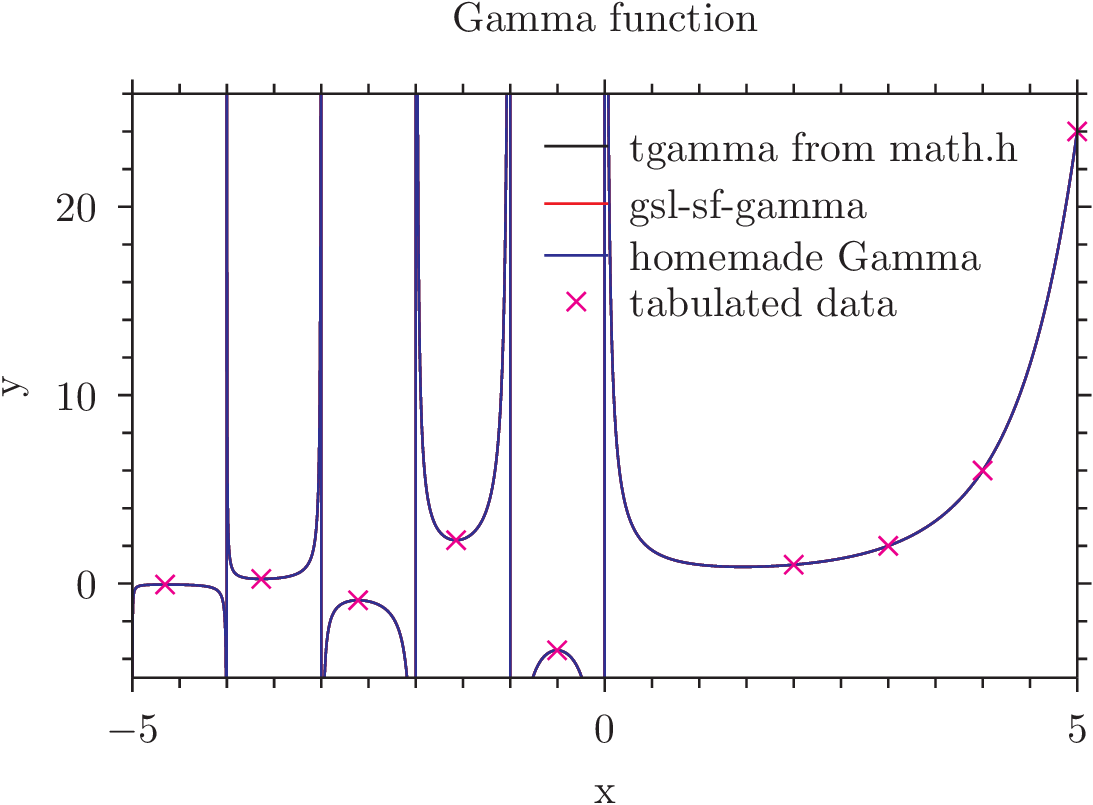 Gamma function
tgamma from math.h
gsl-sf-gamma
homemade Gamma
tabulated data
20
10
0
y
−5 0 5
x